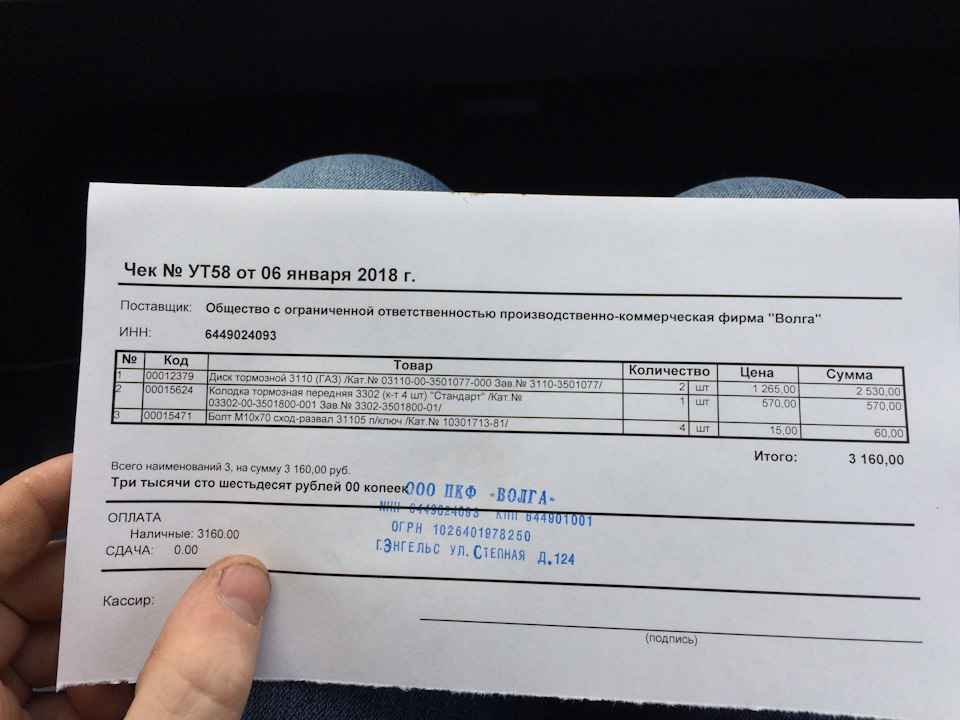 Чек № УТ58 от 06 января 2018 г.
Поставщик: Общество с ограниченной ответственностью производственно-коммерческая фирма "Волга"
ИНН: 6449024093
№ Код Товар Количество Цена Сумма
1 00012379 Диск тормозной 3110 (ГАЗ) /Кат.№ 03110-00-3501077-000 Зав.№ 3110-3501077/ 2 шт 1 265,00 2 530,00
2 00015624 Колодка тормозная передняя 3302 (к-т 4 шт) "Стандарт" /Кат.№ 1 шт 570,00 570,00
03302-00-3501800-001 Зав.№ 3302-3501800-01/
3 00015471 Болт М10х70 сход-развал 31105 п/ключ /Кат.№ 10301713-81/ 4 шт 15,00 60,00
Итого: 3 160,00
Всего наименований 3, на сумму 3 160,00 руб.
Три тысячи сто шестьдесят рублей 00 копеек
ООО ПКФ «ВОЛГА»
ИНН 6449024093 КПП 644901001
ОГРН 1026401978250
Г.ЭНГЕЛЬС УЛ.СТЕПНАЯ Д.124
ОПЛАТА
Наличные: 3160.00
СДАЧА: 0.00
Кассир:
(подпись)